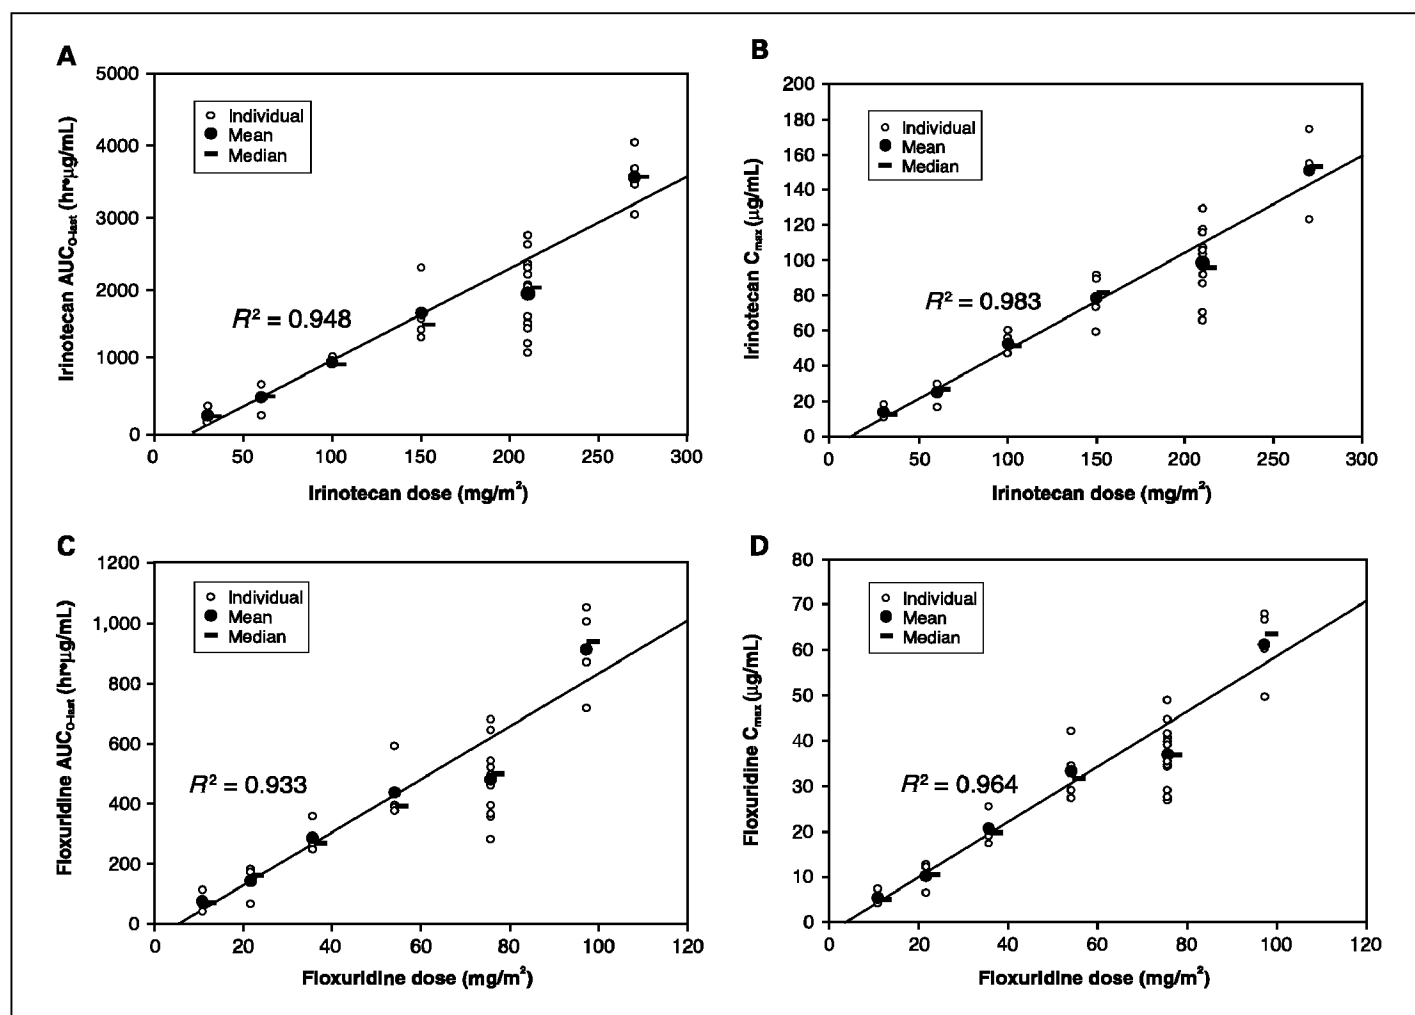 A
5000
4000
3000
2000
1000
0
Irinotecan AUC0-last (hr•μg/mL)
Individual
Mean
Median
R² = 0.948
0 50 100 150 200 250 300
Irinotecan dose (mg/m²)
B
200
180
160
140
120
100
80
60
40
20
0
Irinotecan Cmax (μg/mL)
Individual
Mean
Median
R² = 0.983
0 50 100 150 200 250 300
Irinotecan dose (mg/m²)
C
1200
1,000
800
600
400
200
0
Floxuridine AUC0-last (hr•μg/mL)
Individual
Mean
Median
R² = 0.933
0 20 40 60 80 100 120
Floxuridine dose (mg/m²)
D
80
70
60
50
40
30
20
10
0
Floxuridine Cmax (μg/mL)
Individual
Mean
Median
R² = 0.964
0 20 40 60 80 100 120
Floxuridine dose (mg/m²)